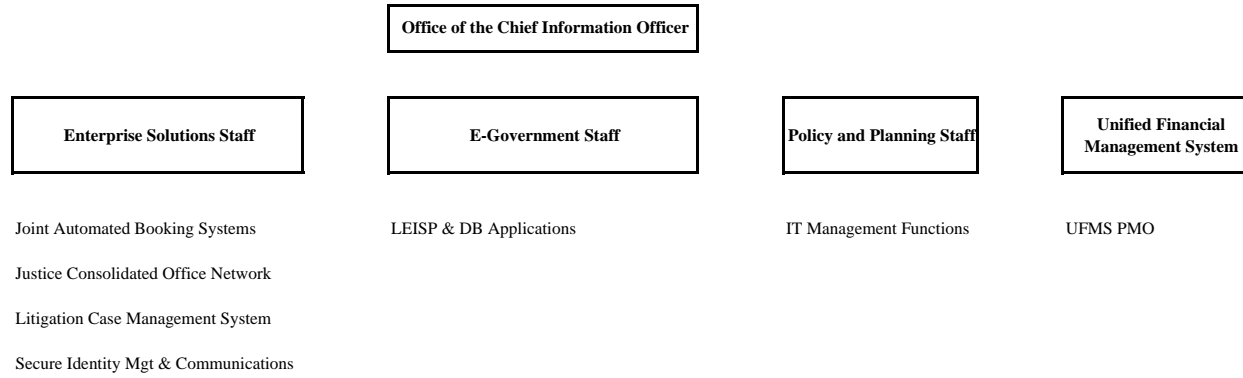 Office of the Chief Information Officer
Enterprise Solutions Staff
E-Government Staff
Policy and Planning Staff
Unified Financial
Management System
Joint Automated Booking Systems
LEISP & DB Applications
IT Management Functions
UFMS PMO
Justice Consolidated Office Network
Litigation Case Management System
Secure Identity Mgt & Communications